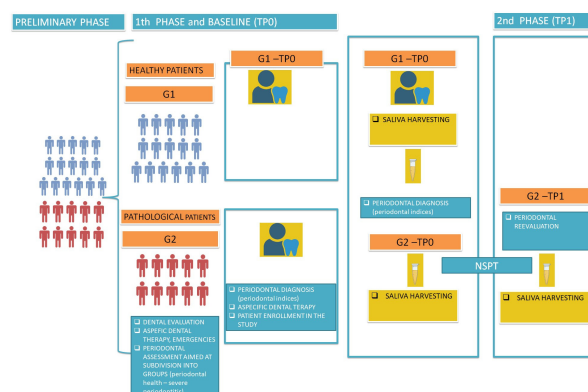 PRELIMINARY PHASE
1th PHASE and BASELINE (TP0)
2nd PHASE (TP1)
HEALTHY PATIENTS
G1
G1 –TP0
G1 –TP0
❑ SALIVA HARVESTING
❑ PERIODONTAL DIAGNOSIS
(periodontal indices)
PATHOLOGICAL PATIENTS
G2
❑ DENTAL EVALUATION
❑ ASPEFIC DENTAL
THERAPY, EMERGENCIES
❑ PERIODONTAL
ASSESSMENT AIMED AT
SUBDIVISION INTO
GROUPS (periodontal
health – severe
❑ PERIODONTAL DIAGNOSIS
(periodontal indices)
❑ ASPECIFIC DENTAL TERAPY
❑ PATIENT ENROLLMENT IN THE
STUDY
G2 –TP0
❑ SALIVA HARVESTING
NSPT
G2 –TP1
❑ PERIODONTAL
REEVALUATION
❑ SALIVA HARVESTING